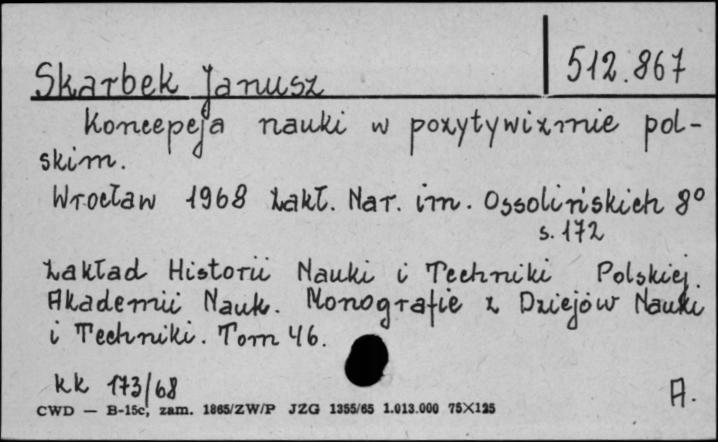 512.867
Skarbek Janusz
Koncepcja nauki w pozytywizmie pol-
skim.
Wrocław 1968 Zakł. Nar. im. Ossolińskich 8°
s. 172
Zakład Historii Nauki i Techniki Polskiej
Akademii Nauk. Monografie z Dziejów Nauki
i Techniki. Tom 46.
kk 173/68
A.
CWD — B-15c, zam. 1865/ZW/P JZG 1355/65 1.013.000 75X125